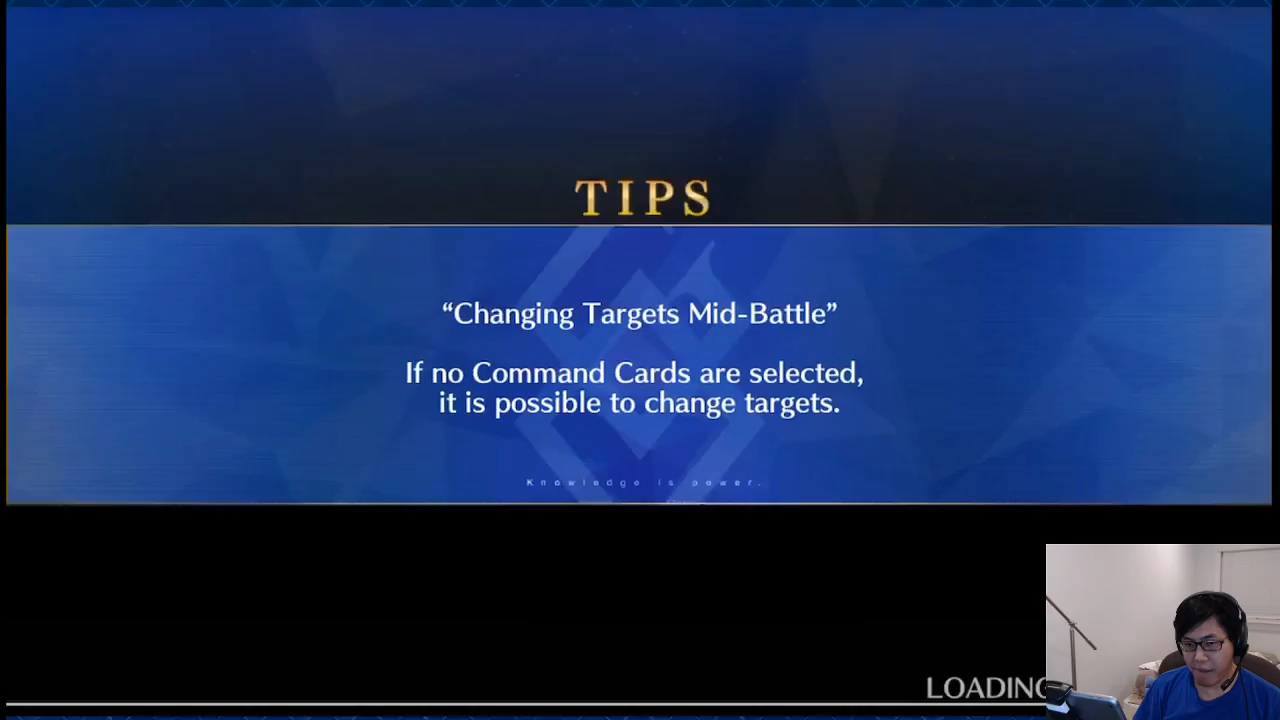 TIPS
“Changing Targets Mid-Battle”
If no Command Cards are selected,
it is possible to change targets.
Knowledge is power.
LOADING